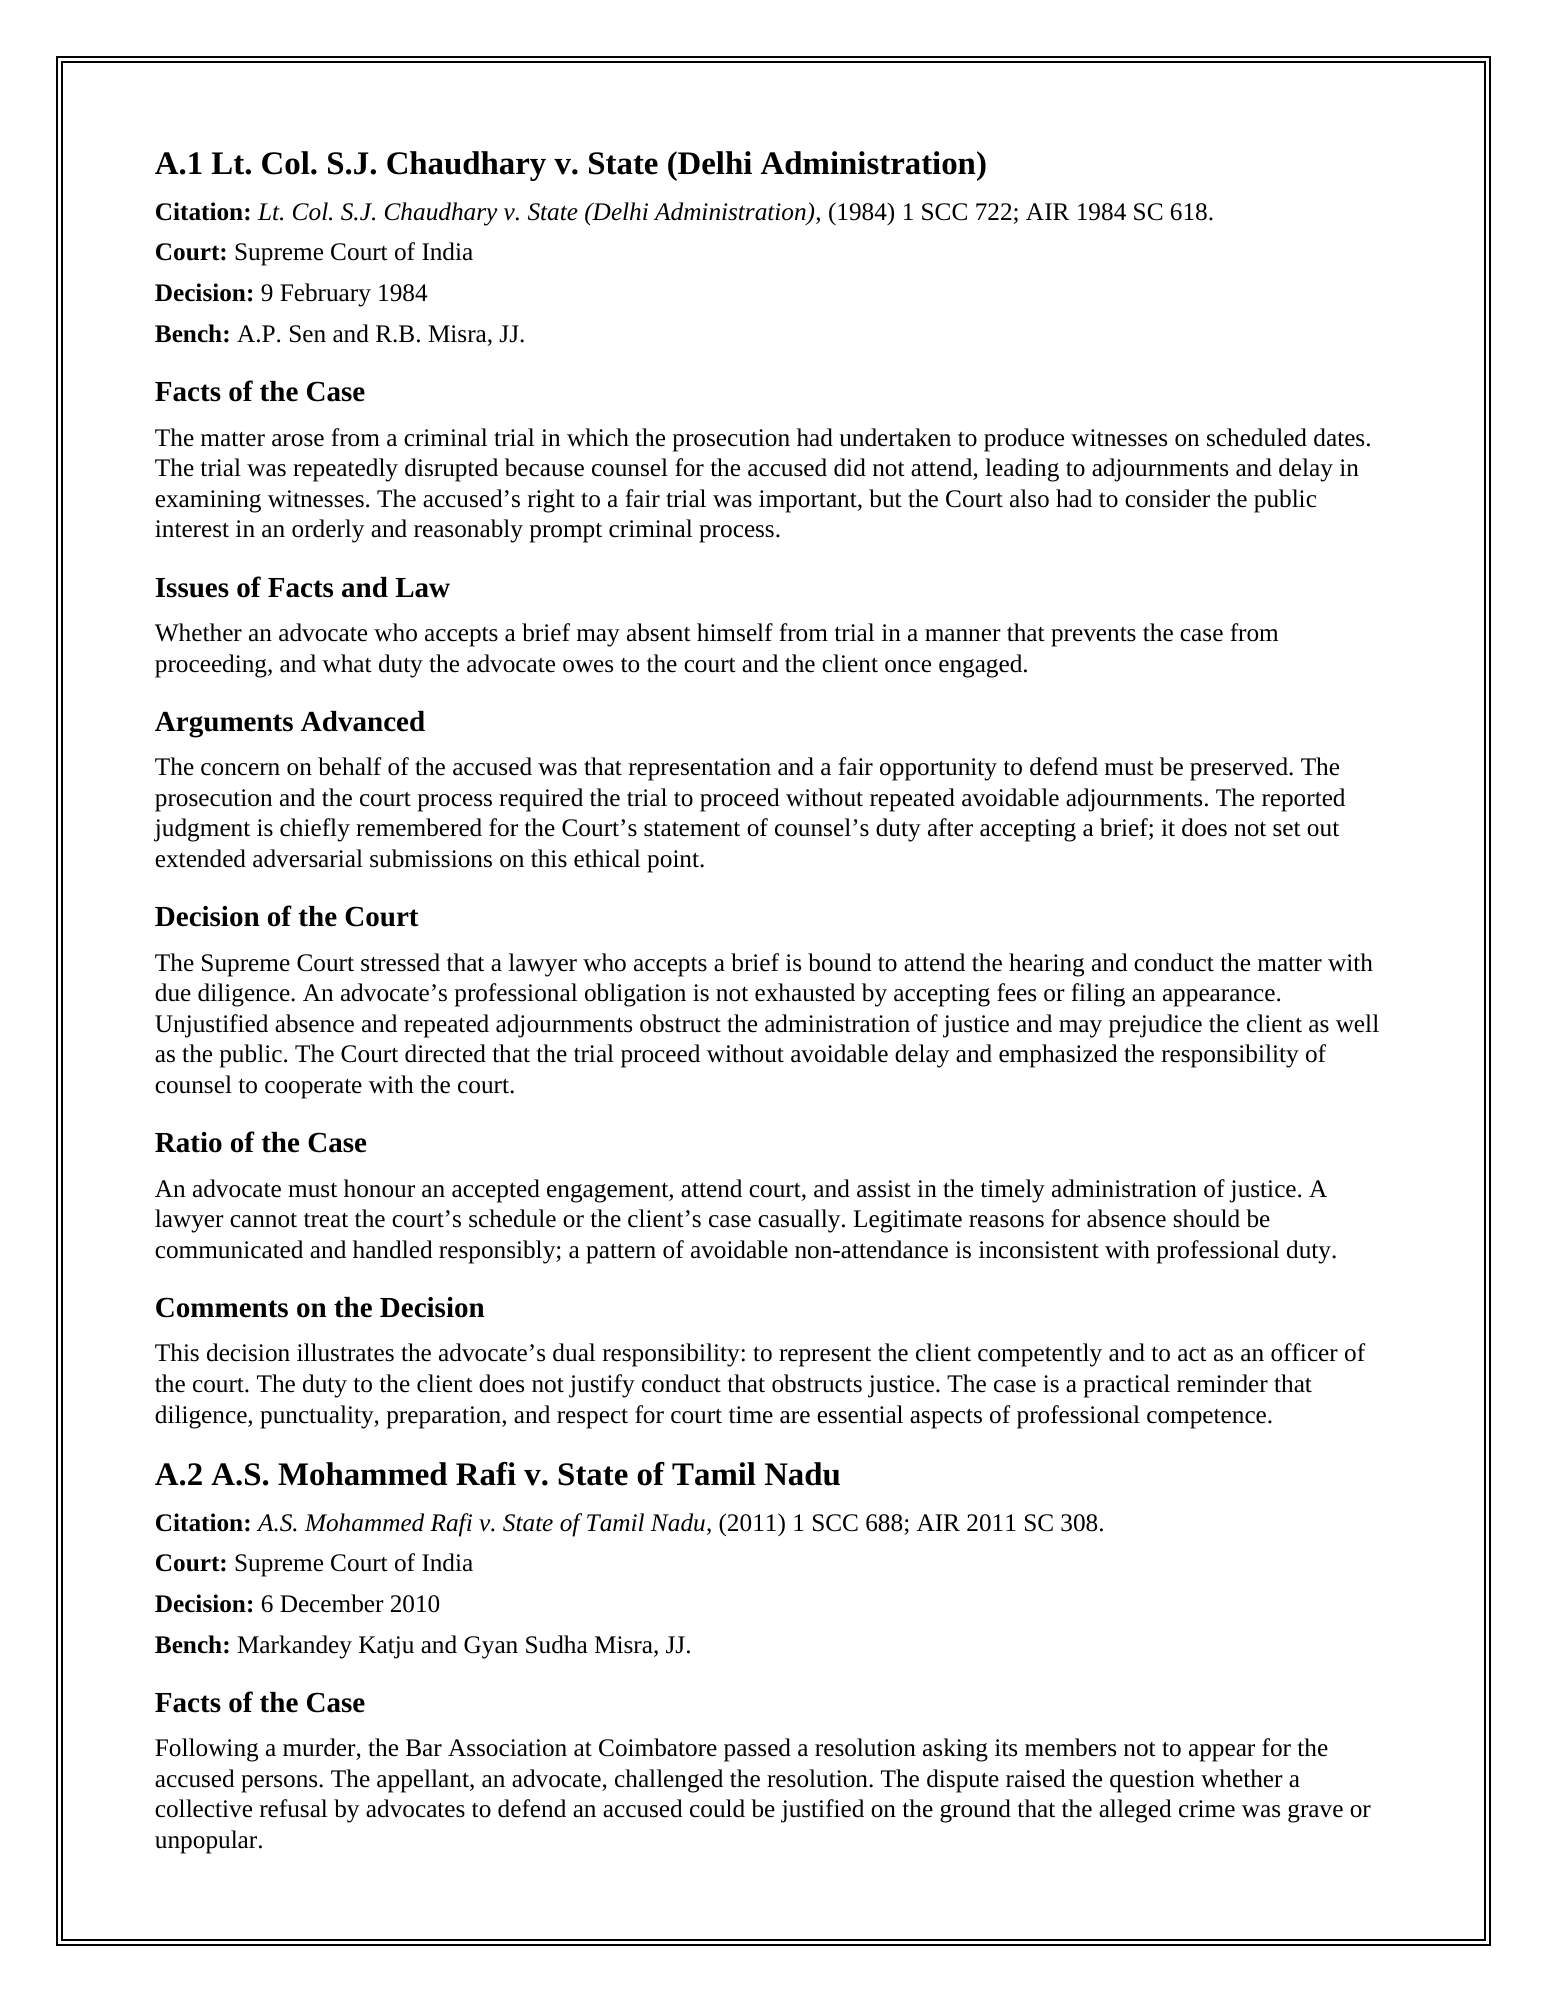 A.1 Lt. Col. S.J. Chaudhary v. State (Delhi Administration)
Citation: Lt. Col. S.J. Chaudhary v. State (Delhi Administration), (1984) 1 SCC 722; AIR 1984 SC 618.
Court: Supreme Court of India
Decision: 9 February 1984
Bench: A.P. Sen and R.B. Misra, JJ.
Facts of the Case
The matter arose from a criminal trial in which the prosecution had undertaken to produce witnesses on scheduled dates.
The trial was repeatedly disrupted because counsel for the accused did not attend, leading to adjournments and delay in
examining witnesses. The accused’s right to a fair trial was important, but the Court also had to consider the public
interest in an orderly and reasonably prompt criminal process.
Issues of Facts and Law
Whether an advocate who accepts a brief may absent himself from trial in a manner that prevents the case from
proceeding, and what duty the advocate owes to the court and the client once engaged.
Arguments Advanced
The concern on behalf of the accused was that representation and a fair opportunity to defend must be preserved. The
prosecution and the court process required the trial to proceed without repeated avoidable adjournments. The reported
judgment is chiefly remembered for the Court’s statement of counsel’s duty after accepting a brief; it does not set out
extended adversarial submissions on this ethical point.
Decision of the Court
The Supreme Court stressed that a lawyer who accepts a brief is bound to attend the hearing and conduct the matter with
due diligence. An advocate’s professional obligation is not exhausted by accepting fees or filing an appearance.
Unjustified absence and repeated adjournments obstruct the administration of justice and may prejudice the client as well
as the public. The Court directed that the trial proceed without avoidable delay and emphasized the responsibility of
counsel to cooperate with the court.
Ratio of the Case
An advocate must honour an accepted engagement, attend court, and assist in the timely administration of justice. A
lawyer cannot treat the court’s schedule or the client’s case casually. Legitimate reasons for absence should be
communicated and handled responsibly; a pattern of avoidable non-attendance is inconsistent with professional duty.
Comments on the Decision
This decision illustrates the advocate’s dual responsibility: to represent the client competently and to act as an officer of
the court. The duty to the client does not justify conduct that obstructs justice. The case is a practical reminder that
diligence, punctuality, preparation, and respect for court time are essential aspects of professional competence.
A.2 A.S. Mohammed Rafi v. State of Tamil Nadu
Citation: A.S. Mohammed Rafi v. State of Tamil Nadu, (2011) 1 SCC 688; AIR 2011 SC 308.
Court: Supreme Court of India
Decision: 6 December 2010
Bench: Markandey Katju and Gyan Sudha Misra, JJ.
Facts of the Case
Following a murder, the Bar Association at Coimbatore passed a resolution asking its members not to appear for the
accused persons. The appellant, an advocate, challenged the resolution. The dispute raised the question whether a
collective refusal by advocates to defend an accused could be justified on the ground that the alleged crime was grave or
unpopular.